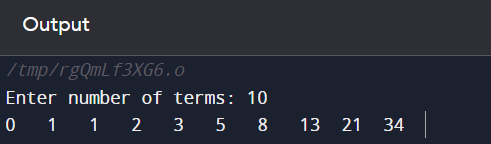 Output
/tmp/rgQmLf3XG6.o
Enter number of terms: 10
0 1 1 2 3 5 8 13 21 34